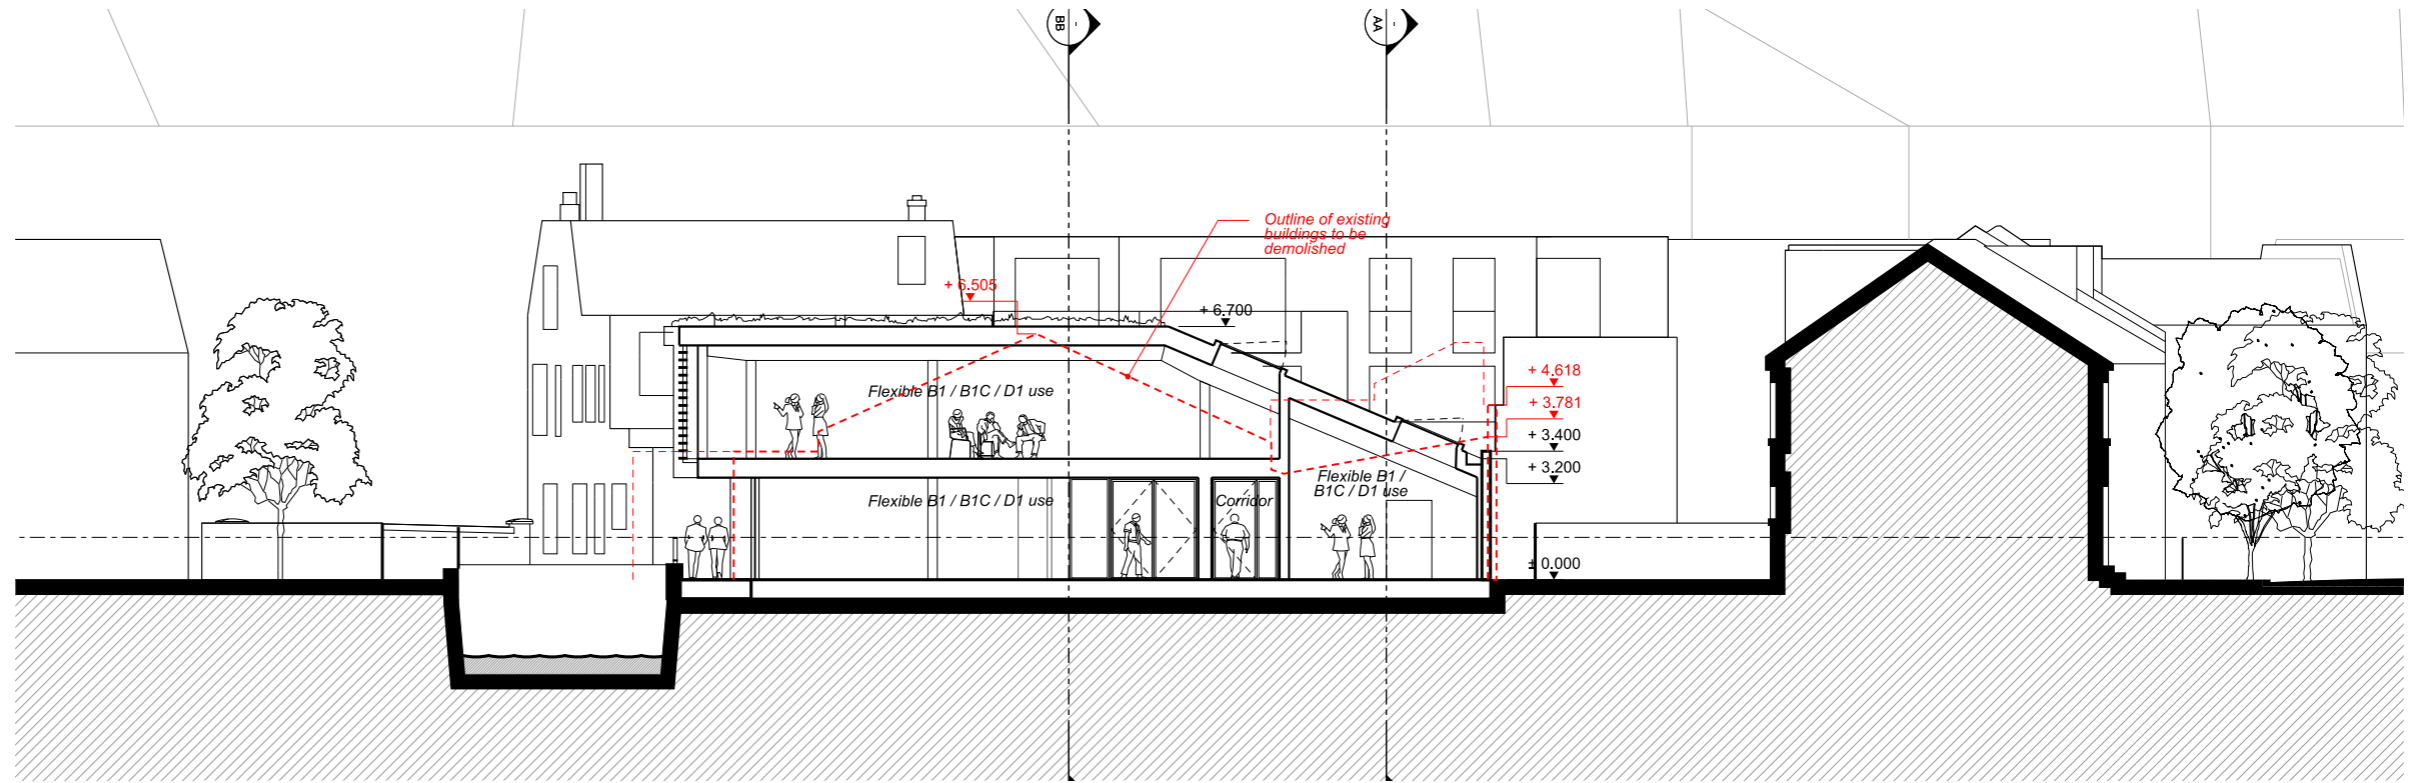 BB
-
AA
-
Outline of existing
buildings to be
demolished
+ 6.505
+ 6.700
+ 4.618
+ 3.781
+ 3.400
+ 3.200
Flexible B1 / B1C / D1 use
Flexible B1 /
B1C / D1 use
Flexible B1 / B1C / D1 use
Corridor
± 0.000